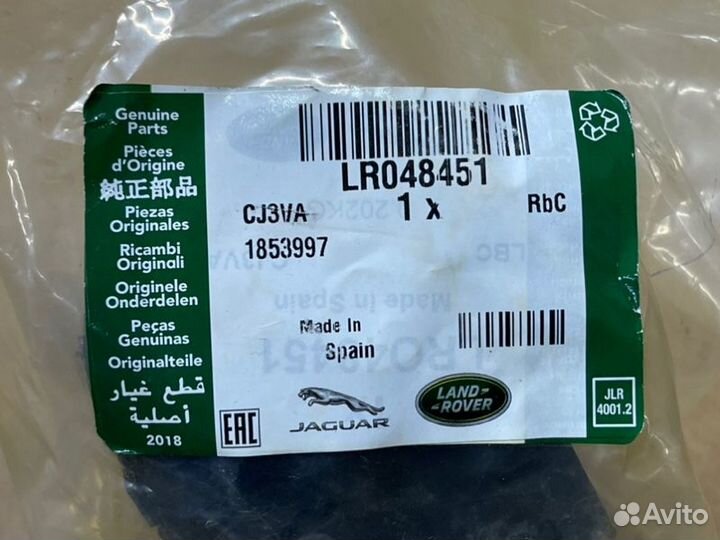 Genuine
Parts
Pièces
d'Origine
純正部品
Piezas
Originales
Ricambi
Originali
Originele
Onderdelen
Peças
Genuinas
Originalteile
قطع غيار
أصلية
2018
LR048451
CJ3VA
1 x
RbC
1853997
Made In
Spain
EAC
JAGUAR
LAND-
-ROVER
JLR
4001.2
Avito